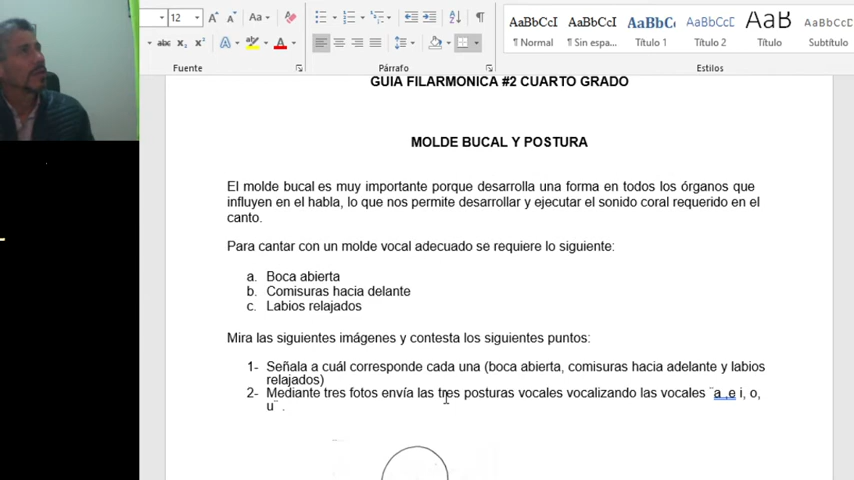 12 Aa
abc x₂ x² A A
Fuente Párrafo Estilos
AaBbCcI AaBbCcI AaBbCc AaBbCcD AaB AaBbCcD
¶ Normal ¶ Sin espa... Título 1 Título 2 Título Subtítulo
GUIA FILARMONICA #2 CUARTO GRADO
MOLDE BUCAL Y POSTURA
El molde bucal es muy importante porque desarrolla una forma en todos los órganos que
influyen en el habla, lo que nos permite desarrollar y ejecutar el sonido coral requerido en el
canto.
Para cantar con un molde vocal adecuado se requiere lo siguiente:
a. Boca abierta
b. Comisuras hacia delante
c. Labios relajados
Mira las siguientes imágenes y contesta los siguientes puntos:
1- Señala a cuál corresponde cada una (boca abierta, comisuras hacia adelante y labios
relajados)
2- Mediante tres fotos envía las tres posturas vocales vocalizando las vocales ¨a ,e i, o,
u¨ .